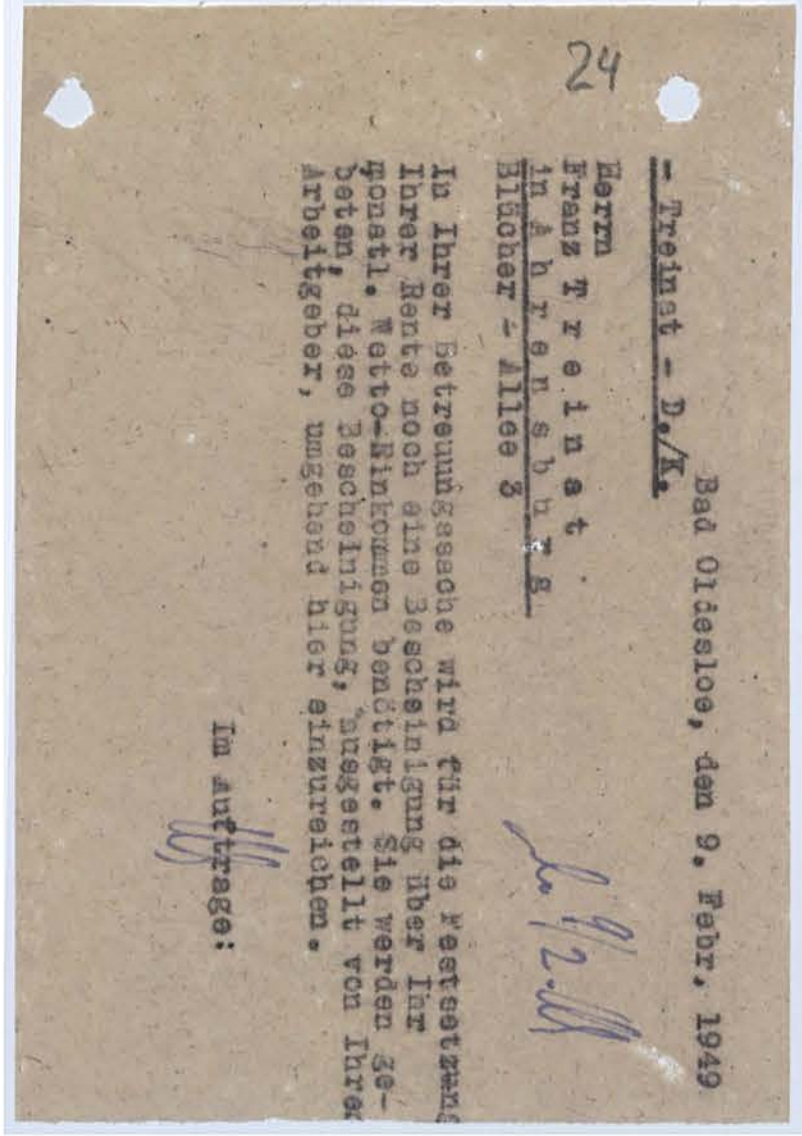 24
Bad Oldesloe, den 9. Febr. 1949
- Treinat - D./K.
Herrn
Franz T r e i n a t
in A h r e n s b u r g
Blücher - Allee 3
In Ihrer Betreuungssache wird für die Festsetzung
Ihrer Rente noch eine Bescheinigung über Ihr
monatl. Netto-Einkommen benötigt. Sie werden ge-
beten, diese Bescheinigung, ausgestellt von Ihrem
Arbeitgeber, umgehend hier einzureichen.
Im Auftrage: